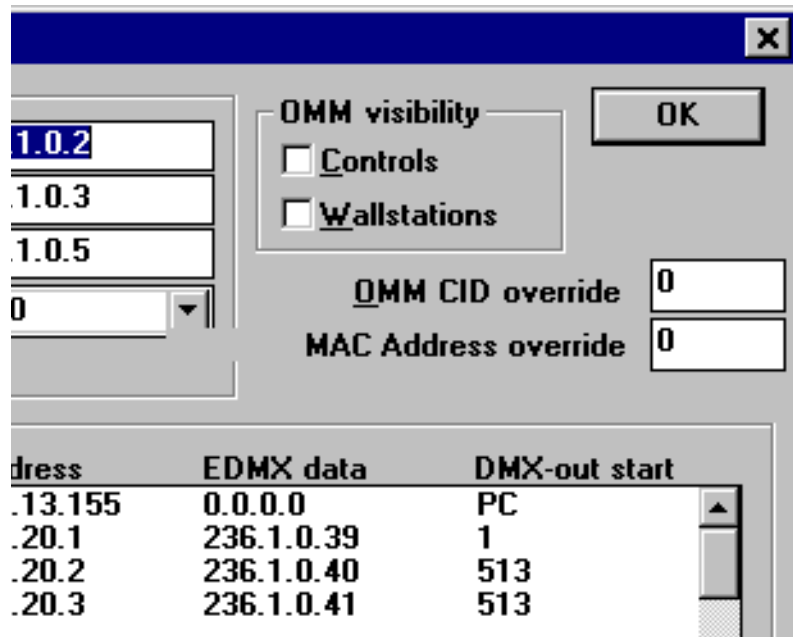 OMM visibility
OK
.1.0.2
Controls
.1.0.3
Wallstations
.1.0.5
OMM CID override 0
0
MAC Address override 0
dress EDMX data DMX-out start
.13.155 0.0.0.0 PC
.20.1 236.1.0.39 1
.20.2 236.1.0.40 513
.20.3 236.1.0.41 513